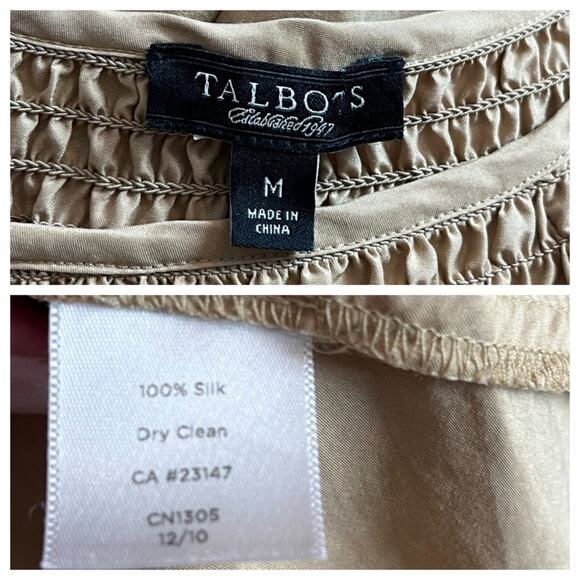 TALBOTS
Established 1947
M
MADE IN
CHINA
100% Silk
Dry Clean
CA #23147
CN1305
12/10